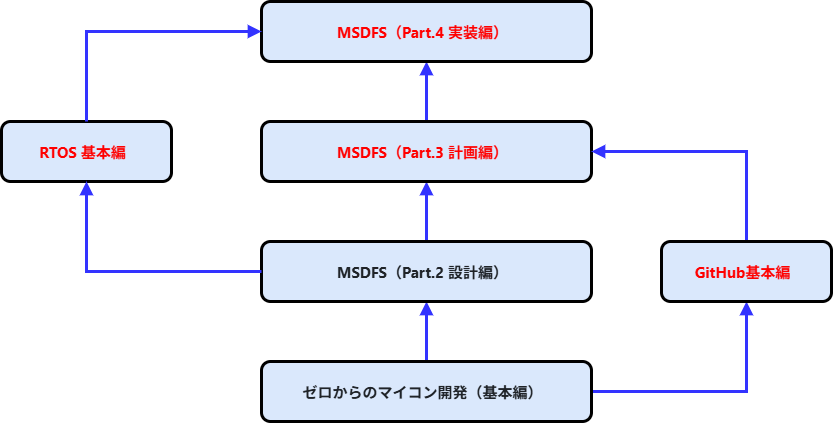 MSDFS（Part.4 実装編）
RTOS 基本編
MSDFS（Part.3 計画編）
MSDFS（Part.2 設計編）
GitHub基本編
ゼロからのマイコン開発（基本編）